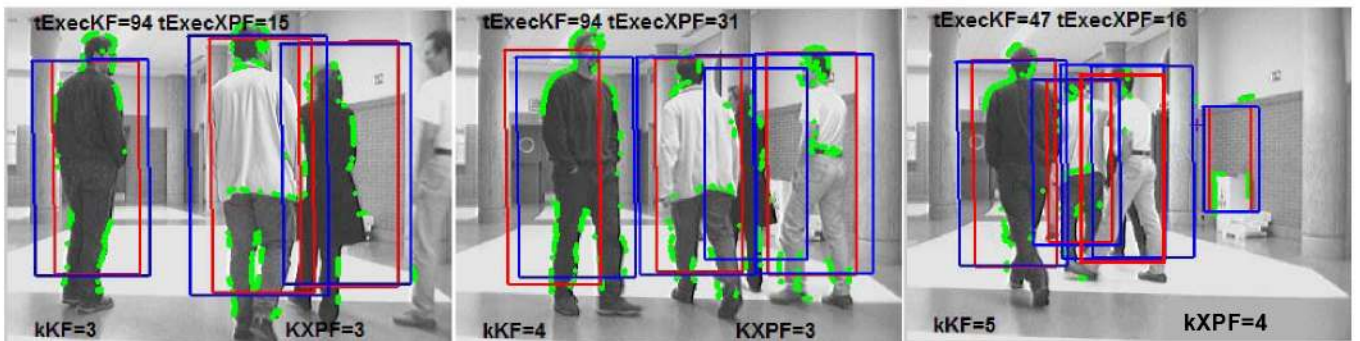 tExecKF=94 tExecXPF=15
kKF=3 KXPF=3
tExecKF=94 tExecXPF=31
kKF=4 KXPF=3
tExecKF=47 tExecXPF=16
kKF=5 kXPF=4